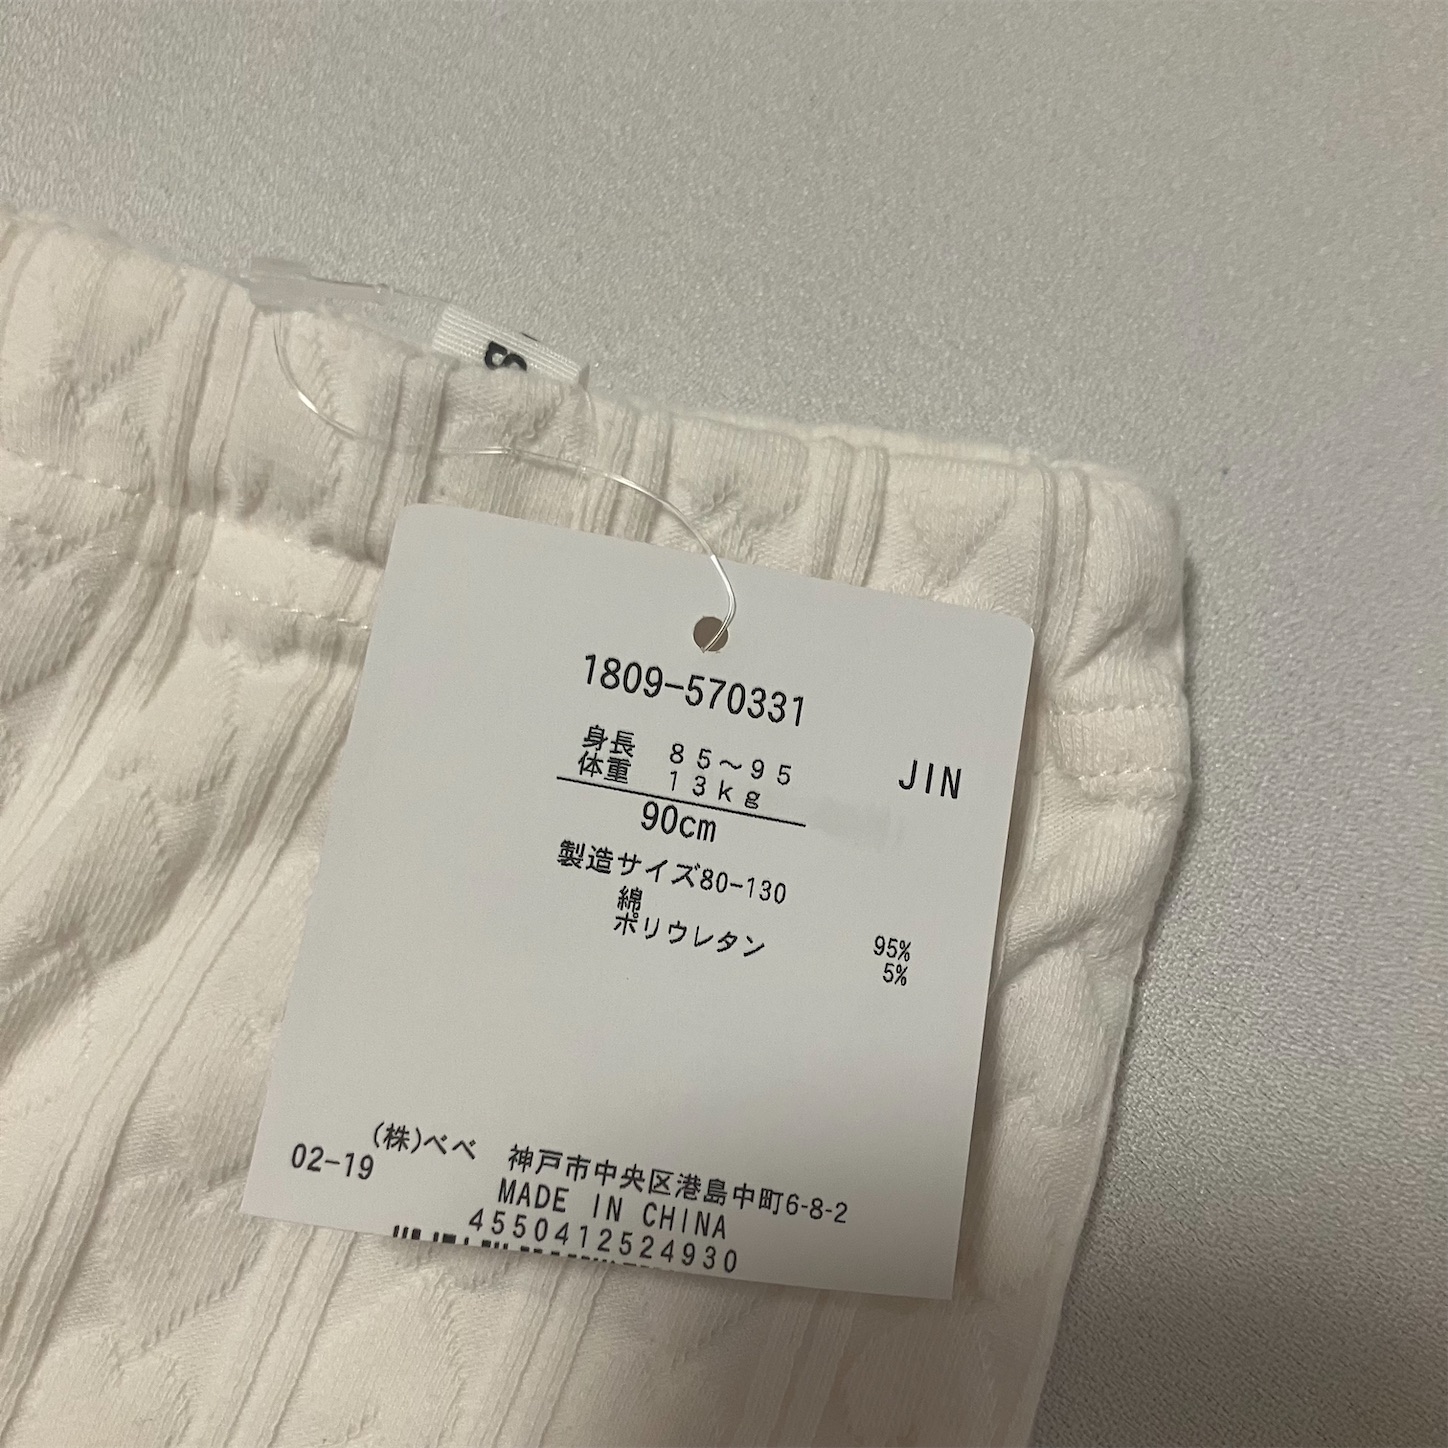 B
1809-570331
身長 85～95
体重 13kg
JIN
90cm
製造サイズ80-130
綿 95%
ポリウレタン 5%
(株)べべ 神戸市中央区港島中町6-8-2
02-19
MADE IN CHINA
4550412524930